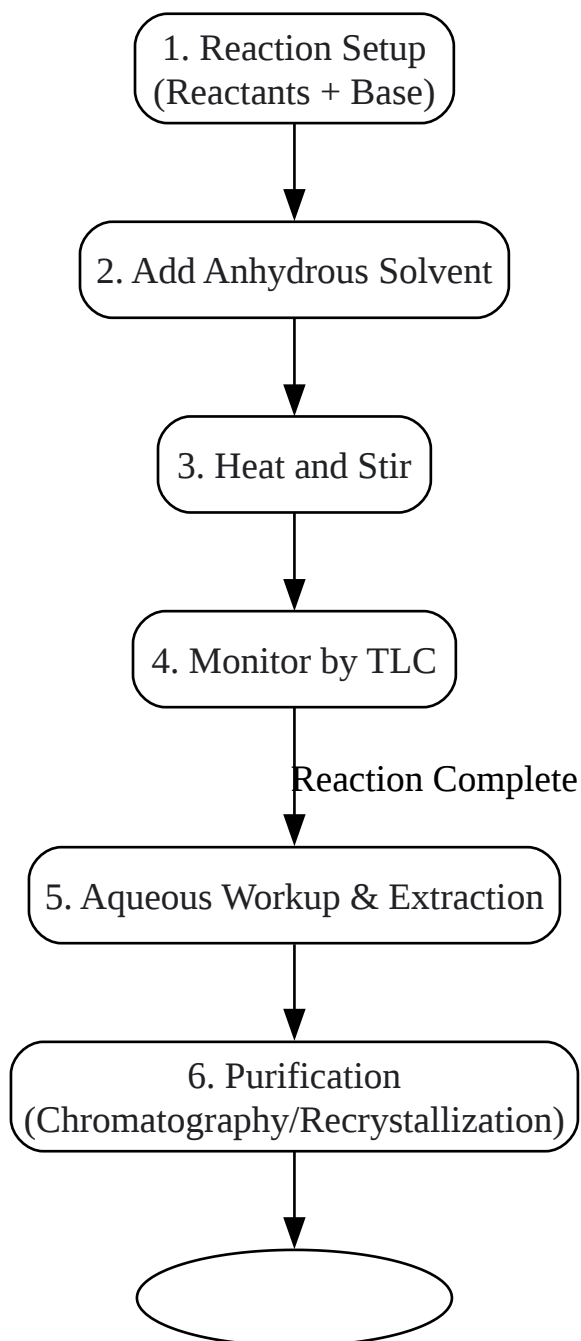 1. Reaction Setup
(Reactants + Base)
2. Add Anhydrous Solvent
3. Heat and Stir
4. Monitor by TLC
Reaction Complete
5. Aqueous Workup & Extraction
6. Purification
(Chromatography/Recrystallization)